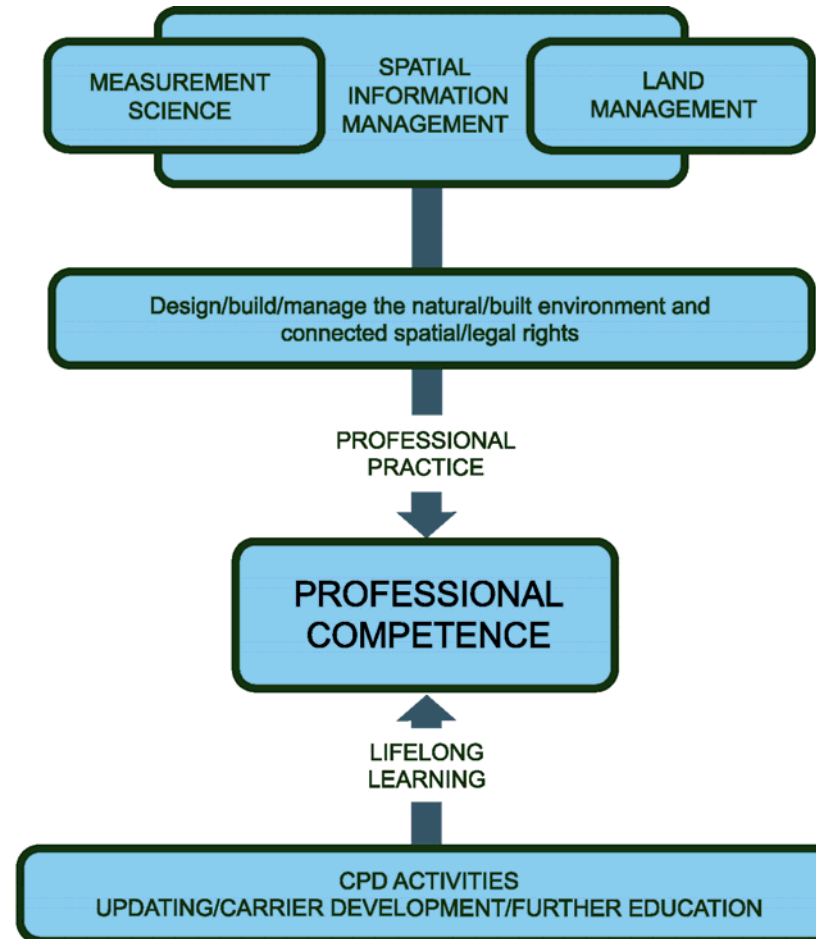 MEASUREMENT
SCIENCE
SPATIAL
INFORMATION
MANAGEMENT
LAND
MANAGEMENT
Design/build/manage the natural/built environment and
connected spatial/legal rights
PROFESSIONAL
PRACTICE
PROFESSIONAL
COMPETENCE
LIFELONG
LEARNING
CPD ACTIVITIES
UPDATING/CARRIER DEVELOPMENT/FURTHER EDUCATION